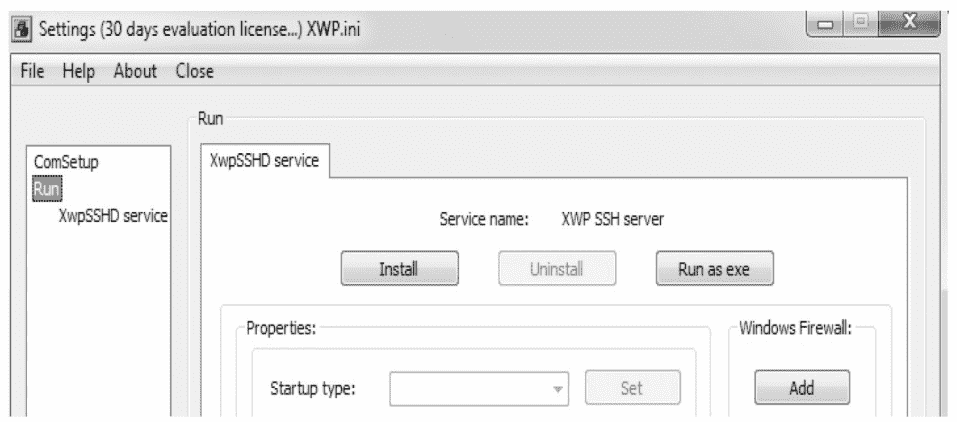 Settings (30 days evaluation license...) XWP.ini
File Help About Close
Run
ComSetup
Run
XwpSSHD service
XwpSSHD service
Service name: XWP SSH server
Install Uninstall Run as exe
Properties:
Windows Firewall:
Startup type: Set
Add